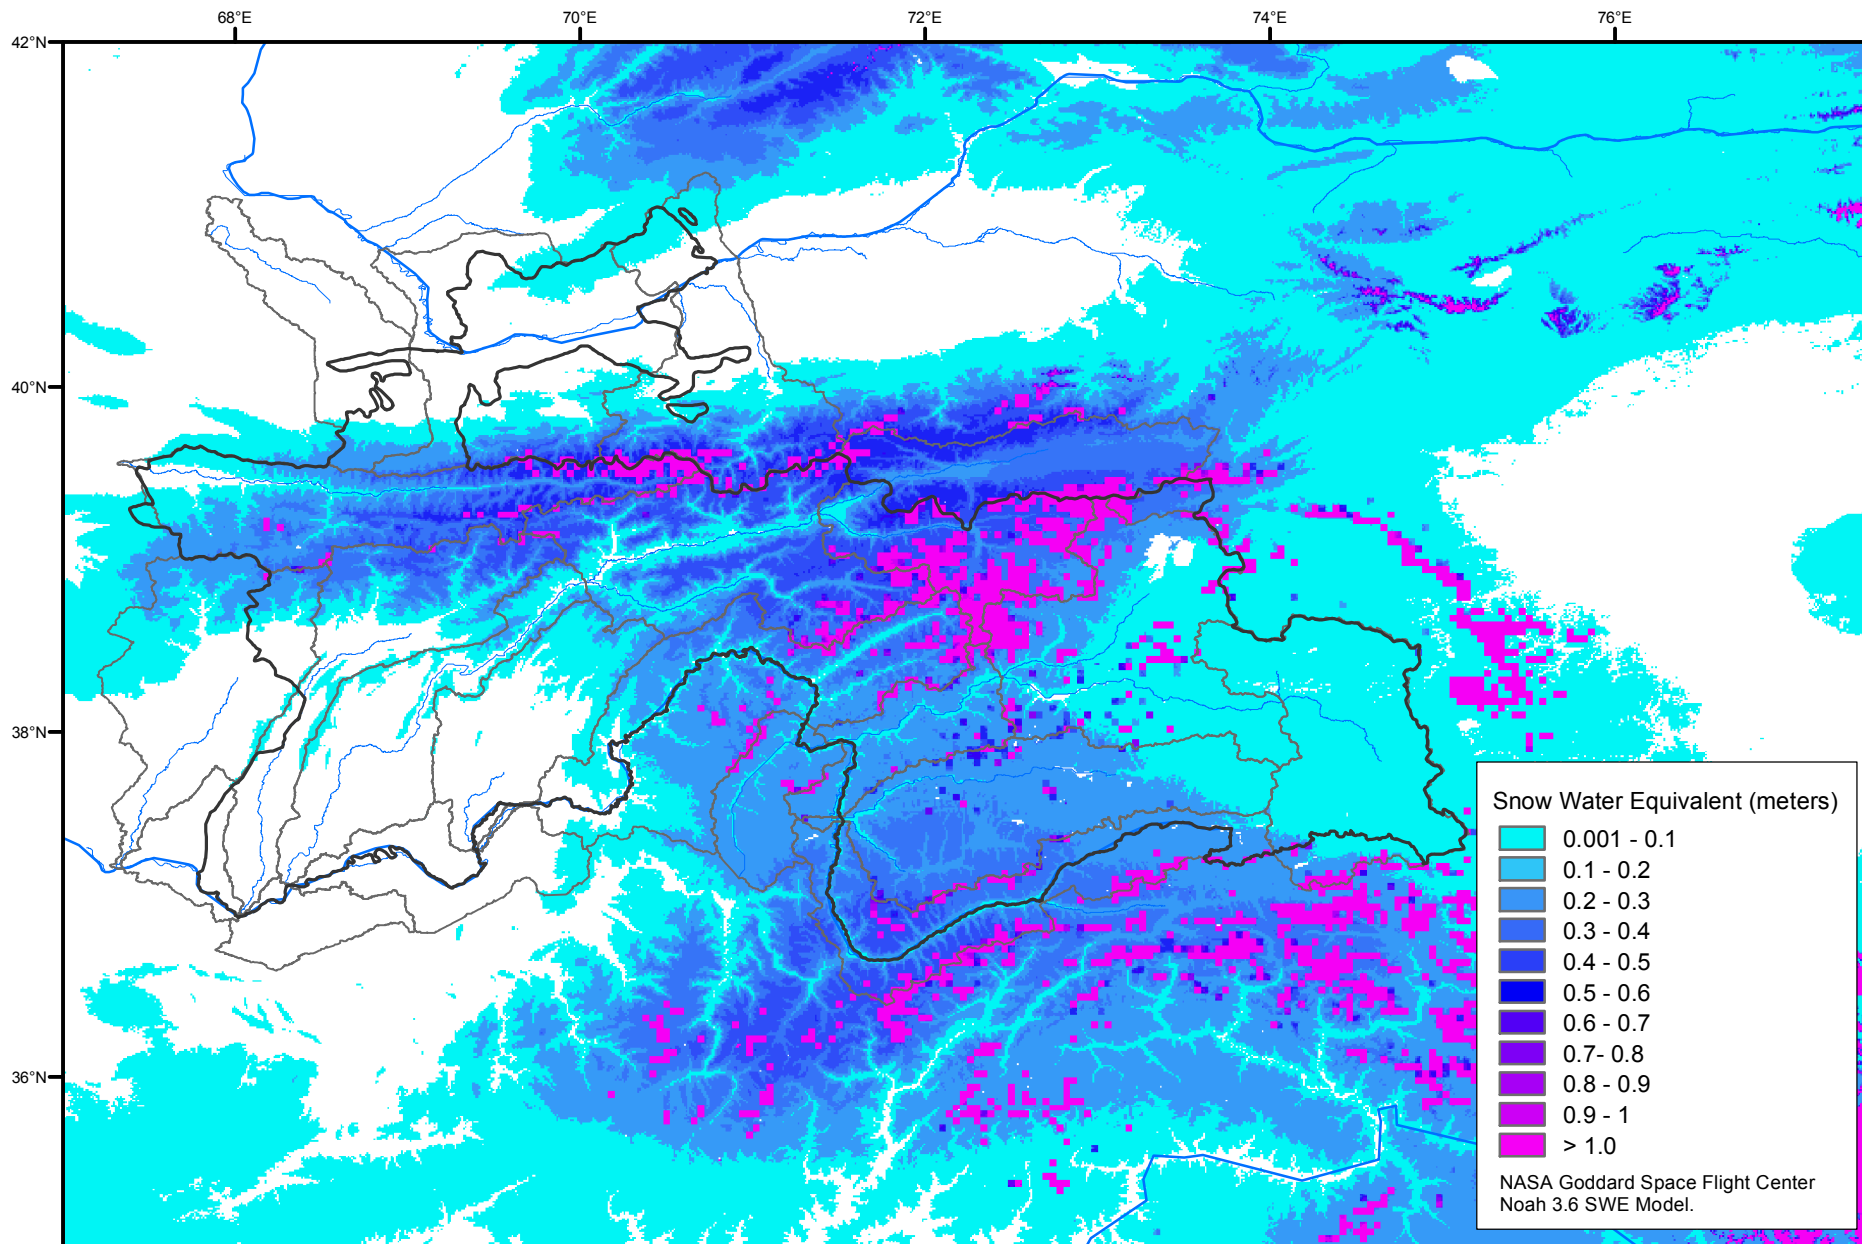 68°E
70°E
72°E
74°E
76°E
42°N
40°N
38°N
36°N
Snow Water Equivalent (meters)
0.001 - 0.1
0.1 - 0.2
0.2 - 0.3
0.3 - 0.4
0.4 - 0.5
0.5 - 0.6
0.6 - 0.7
0.7- 0.8
0.8 - 0.9
0.9 - 1
> 1.0
NASA Goddard Space Flight Center
Noah 3.6 SWE Model.